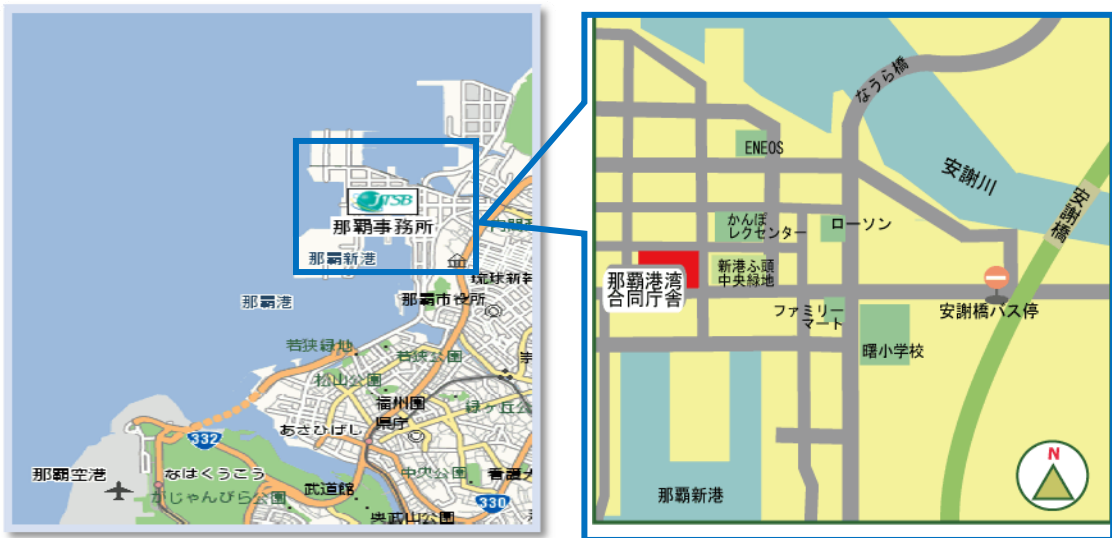 JTSB
那覇事務所
那覇新港
那覇港
那覇市役所
琉球新報
若狭緑地
若狭公園
松山公園
福州園
県庁
緑ヶ丘公園
あさひばし
332
那覇空港
なはくうこう
がじゃんびら公園
武道館
中央公園
奥武山公園
330
なうら橋
ENEOS
安謝川
安謝橋
かんぽ
レクセンター
ローソン
那覇港湾
合同庁舎
新港ふ頭
中央緑地
ファミリー
マート
安謝橋バス停
曙小学校
那覇新港
N